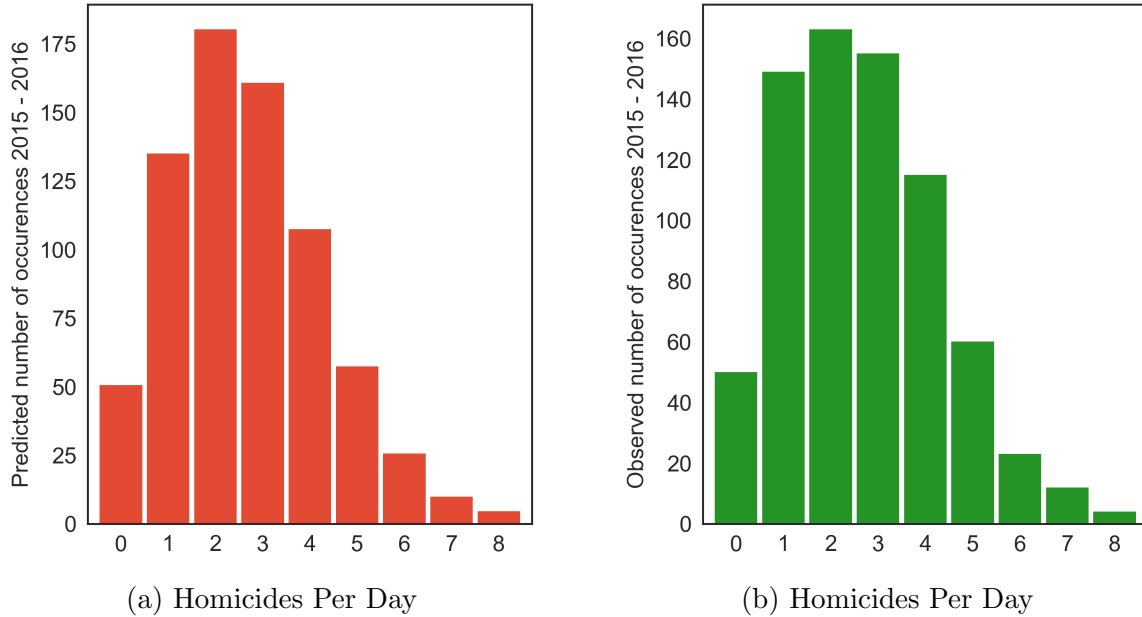 Predicted number of occurences 2015 - 2016
175
150
125
100
75
50
25
0
0 1 2 3 4 5 6 7 8
(a) Homicides Per Day
Observed number of occurences 2015 - 2016
160
140
120
100
80
60
40
20
0
0 1 2 3 4 5 6 7 8
(b) Homicides Per Day